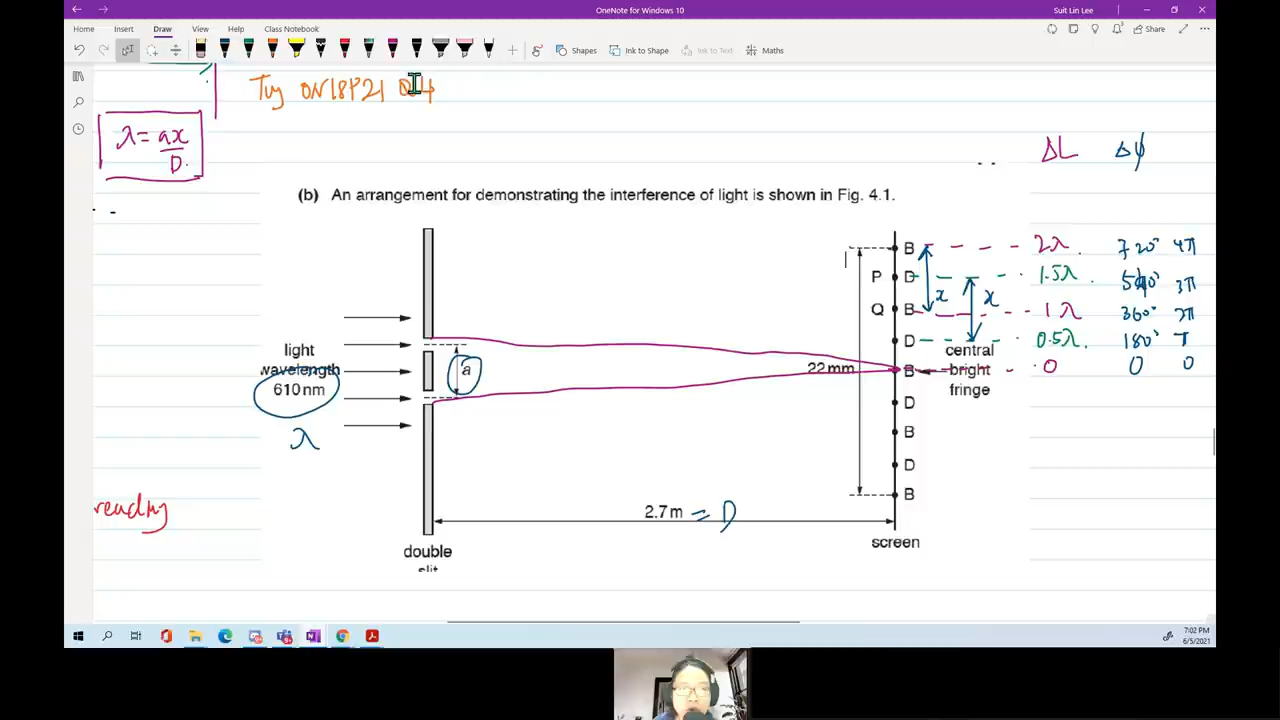 OneNote for Windows 10
Suit Lin Lee
Home Insert Draw View Help Class Notebook
Share
Shapes Ink to Shape Ink to Text Maths
Try ON18P21 Q4
λ = ax
D
ΔL Δφ
(b) An arrangement for demonstrating the interference of light is shown in Fig. 4.1.
B 2λ 720° 4π
P D 1.5λ 540° 3π
x x
Q B 1λ 360° 2π
D 0.5λ 180° π
light
wavelength
610 nm
λ
a
22 mm
B 0 0 0
central
bright
fringe
D
B
D
B
reading
2.7 m = D
screen
double
slit
7:02 PM
6/5/2021